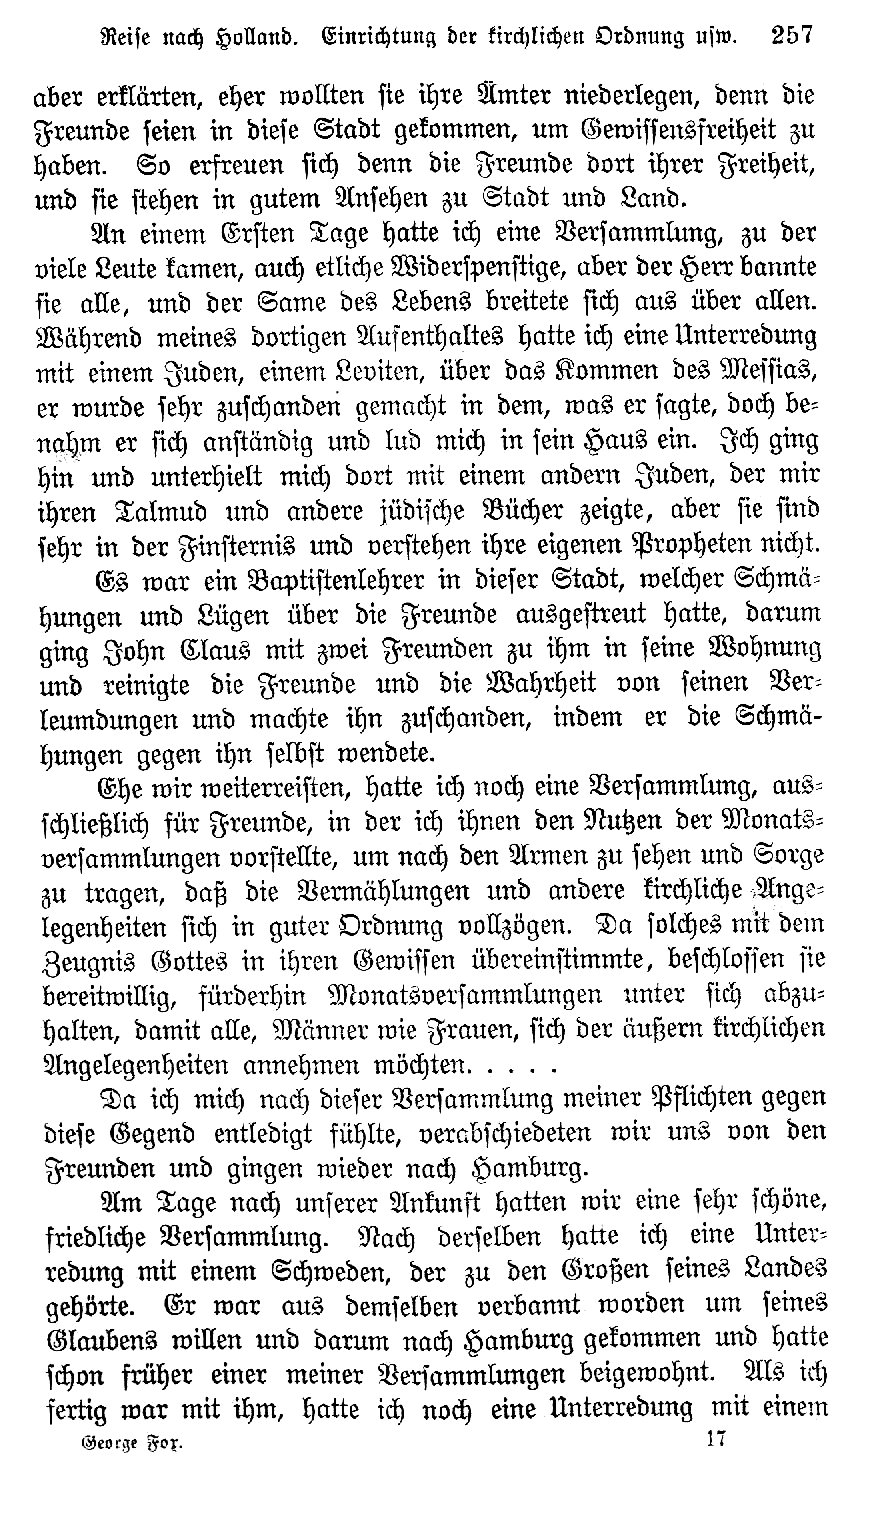 Reise nach Holland. Einrichtung der kirchlichen Ordnung usw. 257
aber erklärten, eher wollten sie ihre Ämter niederlegen, denn die
Freunde seien in diese Stadt gekommen, um Gewissensfreiheit zu
haben. So erfreuen sich denn die Freunde dort ihrer Freiheit,
und sie stehen in gutem Ansehen zu Stadt und Land.
An einem Ersten Tage hatte ich eine Versammlung, zu der
viele Leute kamen, auch etliche Widerspenstige, aber der Herr bannte
sie alle, und der Same des Lebens breitete sich aus über allen.
Während meines dortigen Aufenthaltes hatte ich eine Unterredung
mit einem Juden, einem Leviten, über das Kommen des Messias,
er wurde sehr zuschanden gemacht in dem, was er sagte, doch be-
nahm er sich anständig und lud mich in sein Haus ein. Ich ging
hin und unterhielt mich dort mit einem andern Juden, der mir
ihren Talmud und andere jüdische Bücher zeigte, aber sie sind
sehr in der Finsternis und verstehen ihre eigenen Propheten nicht.
Es war ein Baptistenlehrer in dieser Stadt, welcher Schmä-
hungen und Lügen über die Freunde ausgestreut hatte, darum
ging John Claus mit zwei Freunden zu ihm in seine Wohnung
und reinigte die Freunde und die Wahrheit von seinen Ver-
leumdungen und machte ihn zuschanden, indem er die Schmä-
hungen gegen ihn selbst wendete.
Ehe wir weiterreisten, hatte ich noch eine Versammlung, aus-
schließlich für Freunde, in der ich ihnen den Nutzen der Monats-
versammlungen vorstellte, um nach den Armen zu sehen und Sorge
zu tragen, daß die Vermählungen und andere kirchliche Ange-
legenheiten sich in guter Ordnung vollzögen. Da solches mit dem
Zeugnis Gottes in ihren Gewissen übereinstimmte, beschlossen sie
bereitwillig, fürderhin Monatsversammlungen unter sich abzu-
halten, damit alle, Männer wie Frauen, sich der äußern kirchlichen
Angelegenheiten annehmen möchten. . . . .
Da ich mich nach dieser Versammlung meiner Pflichten gegen
diese Gegend entledigt fühlte, verabschiedeten wir uns von den
Freunden und gingen wieder nach Hamburg.
Am Tage nach unserer Ankunft hatten wir eine sehr schöne,
friedliche Versammlung. Nach derselben hatte ich eine Unter-
redung mit einem Schweden, der zu den Großen seines Landes
gehörte. Er war aus demselben verbannt worden um seines
Glaubens willen und darum nach Hamburg gekommen und hatte
schon früher einer meiner Versammlungen beigewohnt. Als ich
fertig war mit ihm, hatte ich noch eine Unterredung mit einem
George Fox. 17